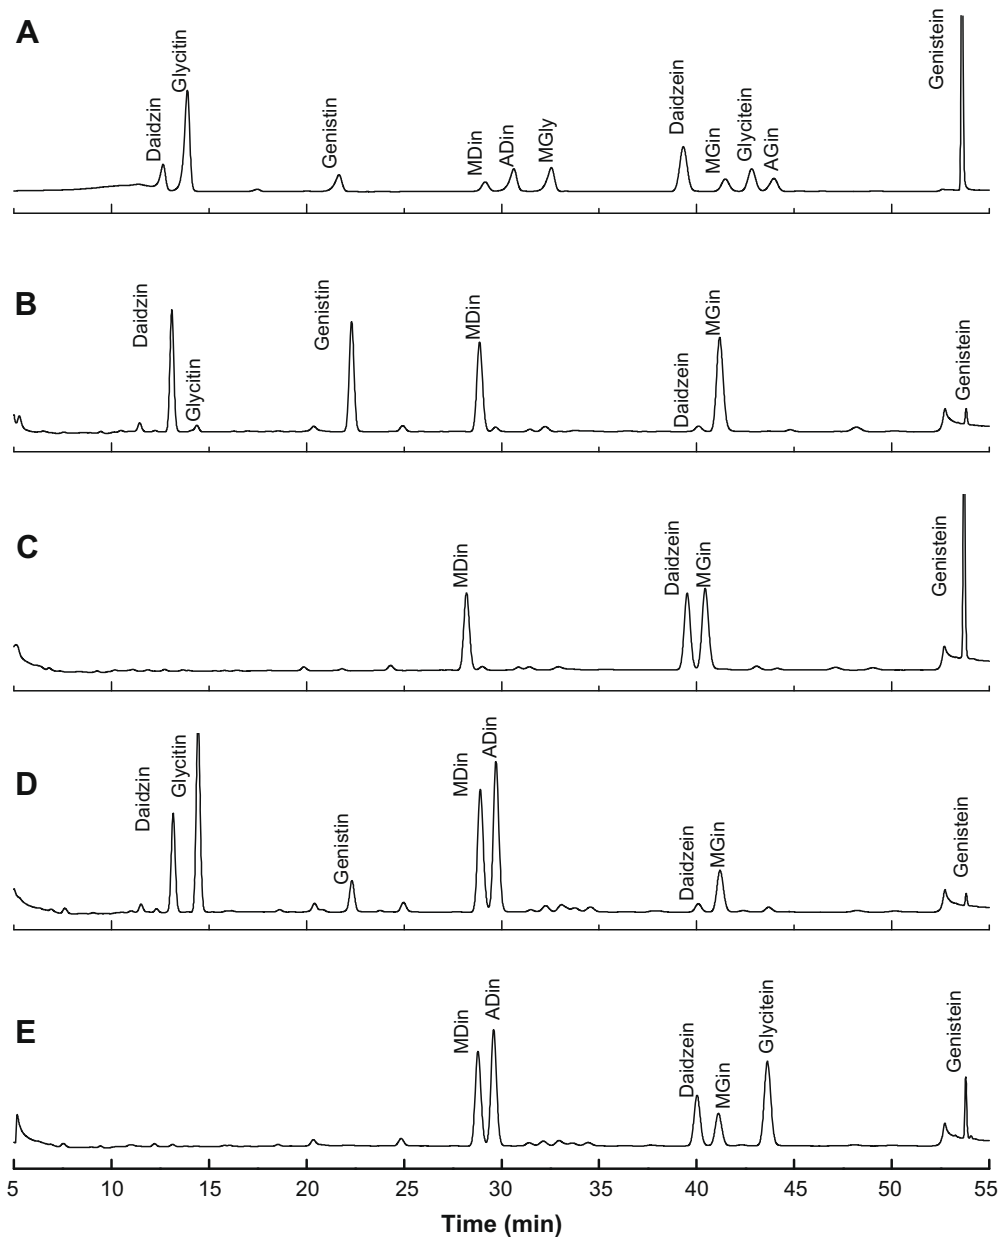 A
Daidzin
Glycitin
Genistin
MDin
ADin
MGly
Daidzein
MGin
Glycitein
AGin
Genistein
B
Daidzin
Glycitin
Genistin
MDin
Daidzein
MGin
Genistein
C
MDin
Daidzein
MGin
Genistein
D
Daidzin
Glycitin
Genistin
MDin
ADin
Daidzein
MGin
Genistein
E
MDin
ADin
Daidzein
MGin
Glycitein
Genistein
5 10 15 20 25 30 35 40 45 50 55
Time (min)